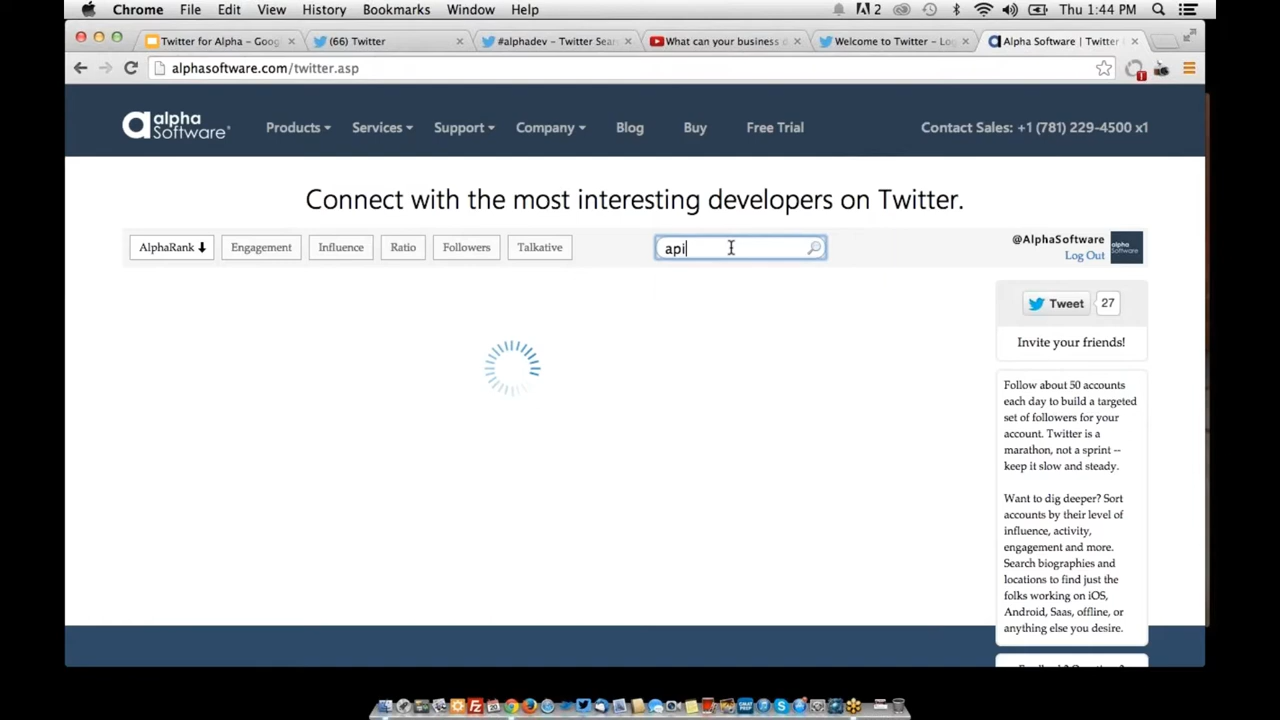 Chrome File Edit View History Bookmarks Window Help
2
Thu 1:44 PM
Twitter for Alpha – Goog
(66) Twitter
#alphadev – Twitter Sear
What can your business d
Welcome to Twitter – Lo
Alpha Software | Twitter
alphasoftware.com/twitter.asp
alpha
Software
Products
Services
Support
Company
Blog
Buy
Free Trial
Contact Sales: +1 (781) 229-4500 x1
Connect with the most interesting developers on Twitter.
AlphaRank
Engagement
Influence
Ratio
Followers
Talkative
api
@AlphaSoftware
Log Out
alpha
Software
Tweet
27
Invite your friends!
Follow about 50 accounts
each day to build a targeted
set of followers for your
account. Twitter is a
marathon, not a sprint --
keep it slow and steady.
Want to dig deeper? Sort
accounts by their level of
influence, activity,
engagement and more.
Search biographies and
locations to find just the
folks working on iOS,
Android, Saas, offline, or
anything else you desire.